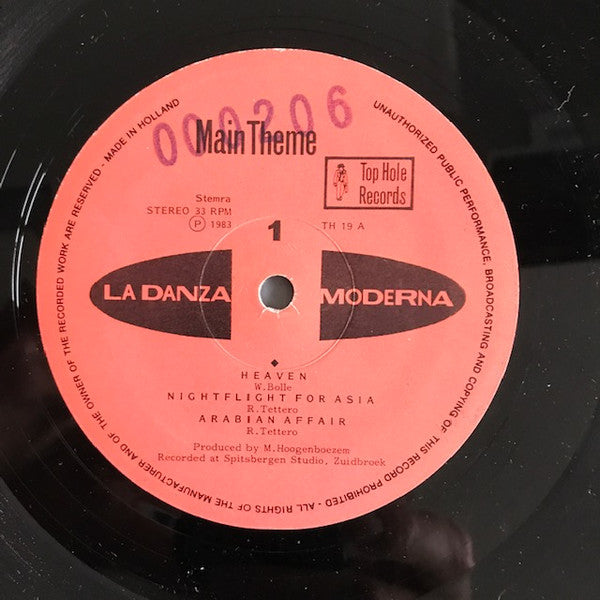 000206
Main Theme
Top Hole
Records
Stemra
STEREO 33 RPM
P 1983
1
TH 19 A
LA DANZA MODERNA
HEAVEN
W.Bolle
NIGHTFLIGHT FOR ASIA
R.Tettero
ARABIAN AFFAIR
R.Tettero
Produced by M.Hoogenboezem
Recorded at Spitsbergen Studio, Zuidbroek
UNAUTHORIZED PUBLIC PERFORMANCE, BROADCASTING AND COPYING OF THIS RECORD PROHIBITED - ALL RIGHTS OF THE MANUFACTURER AND OF THE OWNER OF THE RECORDED WORK ARE RESERVED - MADE IN HOLLAND